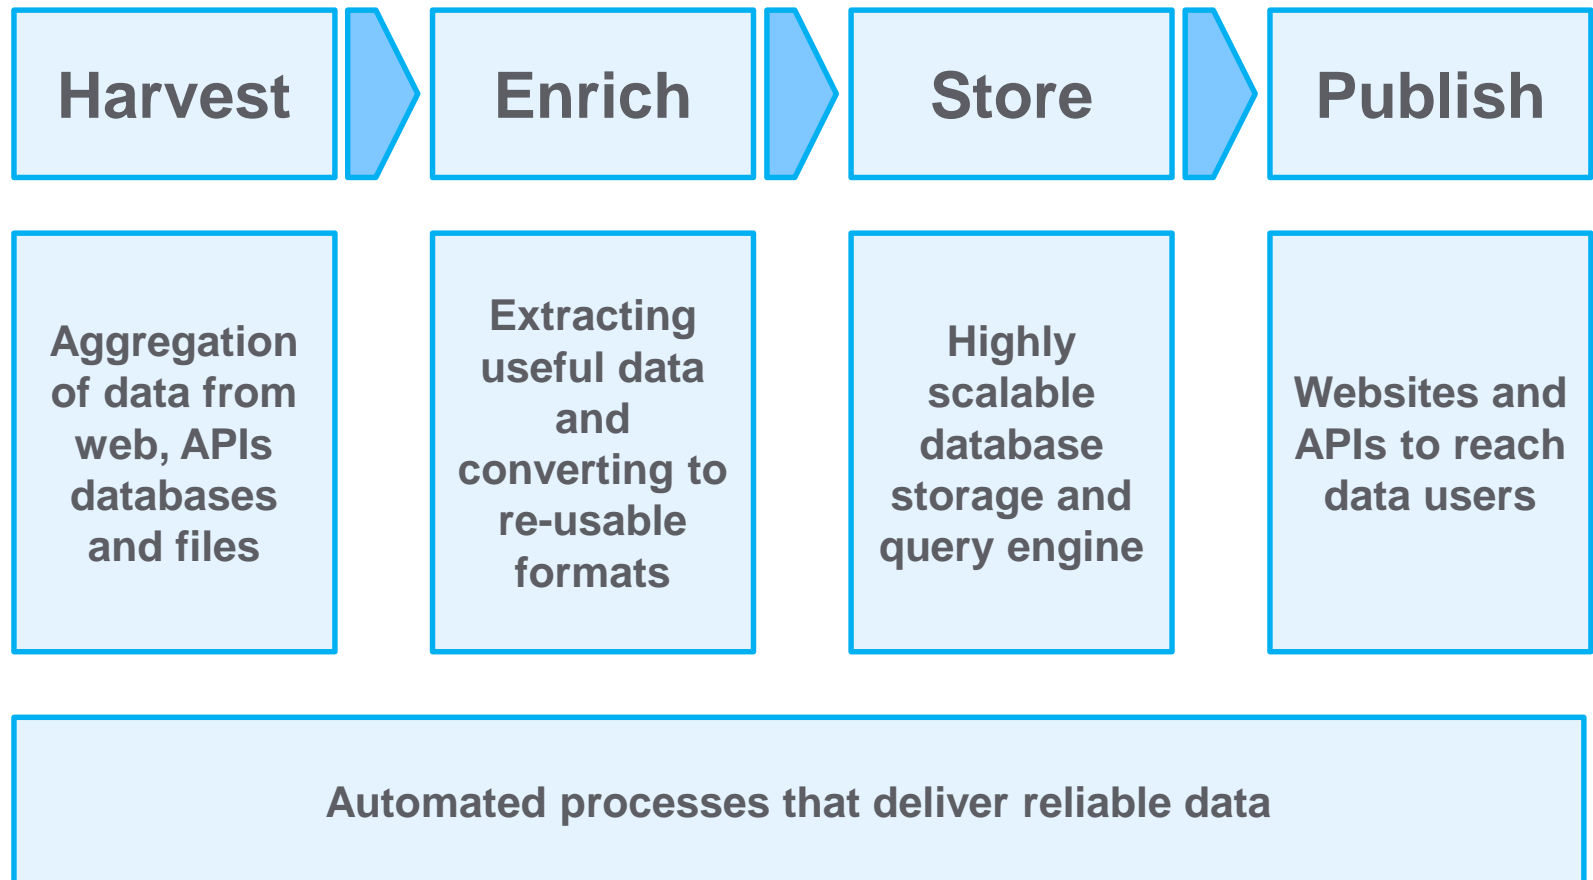 Harvest
Enrich
Store
Publish
Aggregation
of data from
web, APIs
databases
and files
Extracting
useful data
and
converting to
re-usable
formats
Highly
scalable
database
storage and
query engine
Websites and
APIs to reach
data users
Automated processes that deliver reliable data